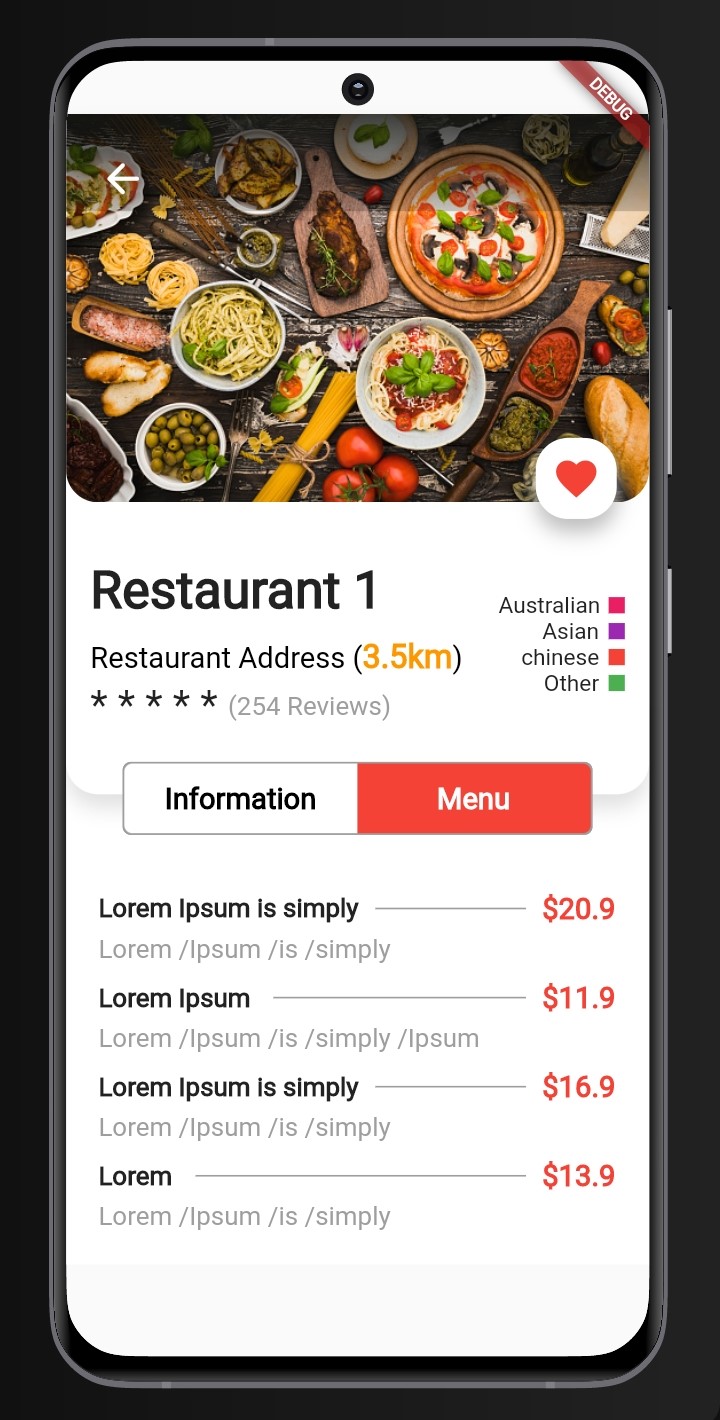 DEBUG
Restaurant 1
Restaurant Address (3.5km)
* * * * * (254 Reviews)
Australian
Asian
chinese
Other
Information
Menu
Lorem Ipsum is simply $20.9
Lorem /Ipsum /is /simply
Lorem Ipsum $11.9
Lorem /Ipsum /is /simply /Ipsum
Lorem Ipsum is simply $16.9
Lorem /Ipsum /is /simply
Lorem $13.9
Lorem /Ipsum /is /simply